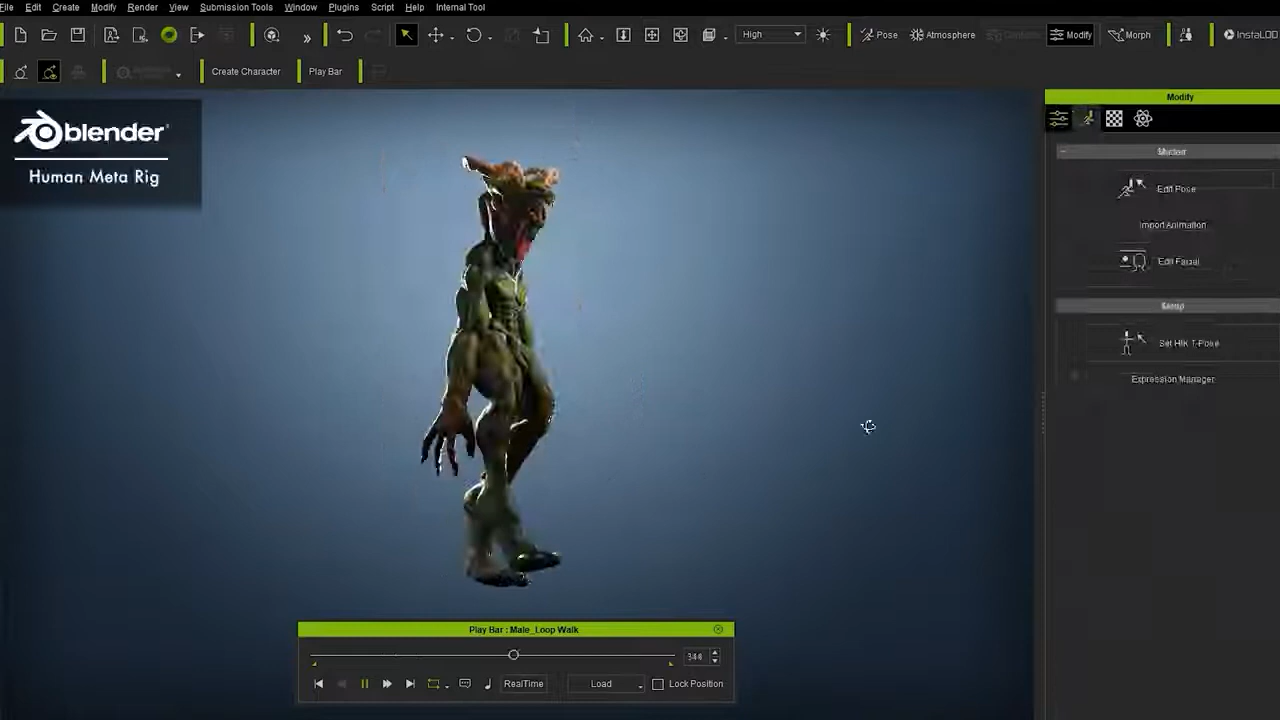 File Edit Create Modify Render View Submission Tools Window Plugins Script Help Internal Tool
High Pose Atmosphere Modify Morph InstaLOD
Create Character Play Bar
blender
Human Meta Rig
Modify
Motion
Edit Pose
Import Animation
Edit Facial
Setup
Set HIK T-Pose
Expression Manager
Play Bar : Male_Loop Walk
344
RealTime Load Lock Position